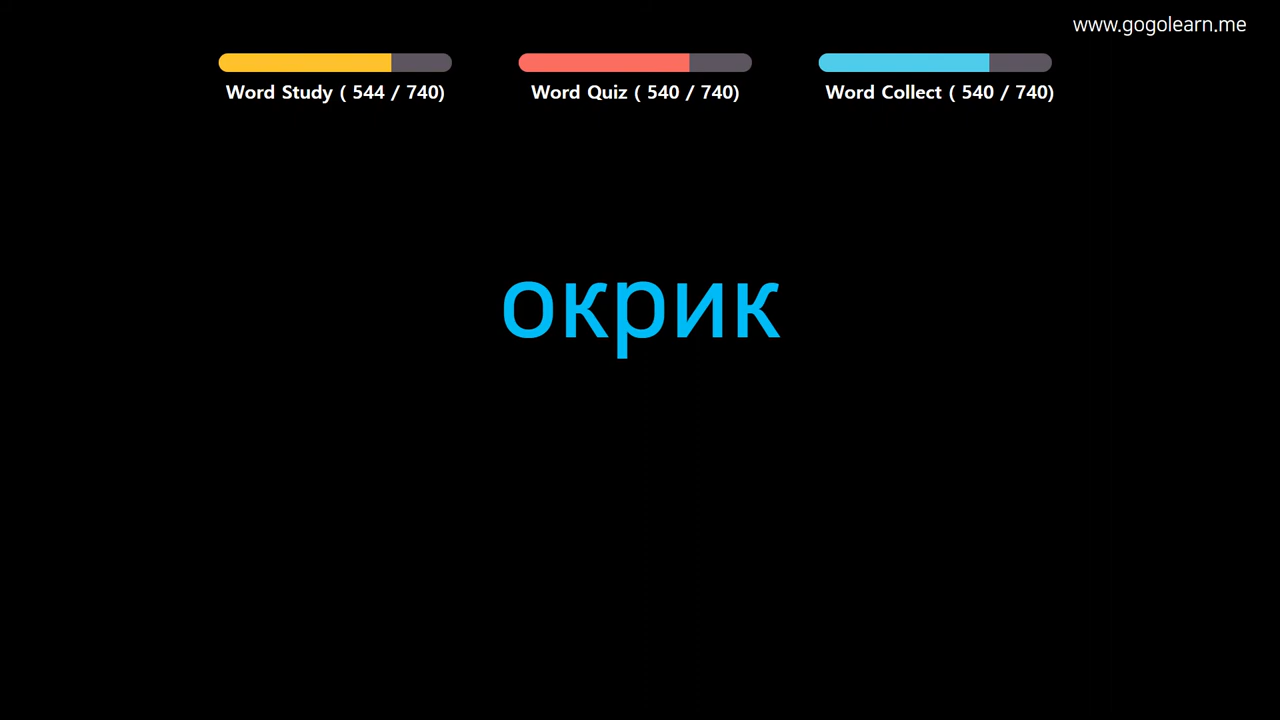 www.gogolearn.me
Word Study ( 544 / 740)
Word Quiz ( 540 / 740)
Word Collect ( 540 / 740)
окрик